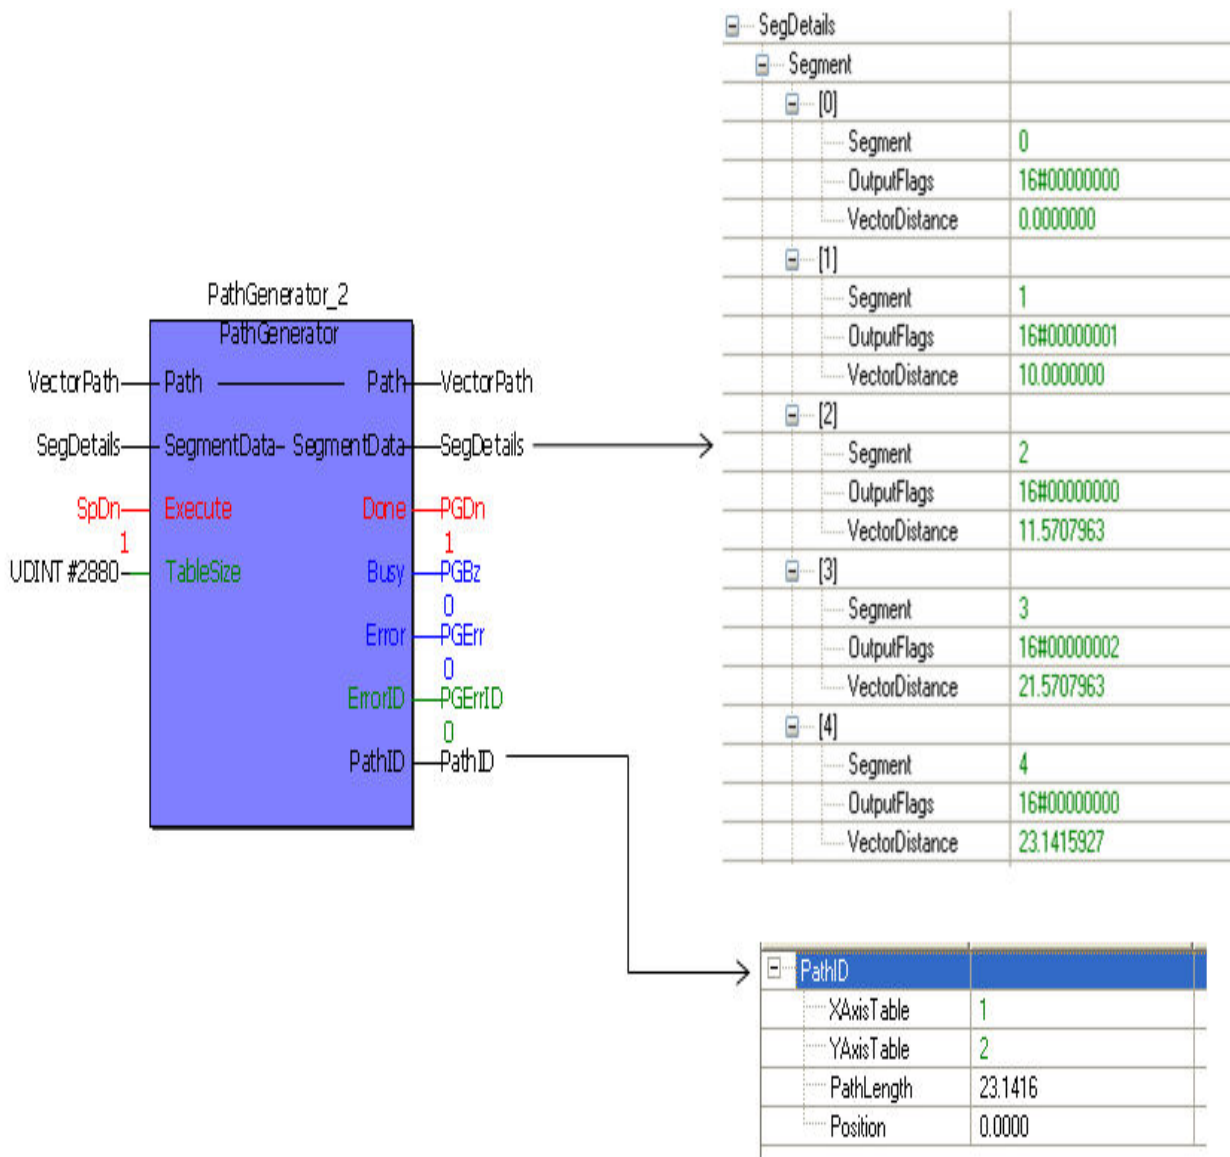 PathGenerator_2
PathGenerator
VectorPath Path Path VectorPath
SegDetails SegmentData SegmentData SegDetails
SpDn Execute Done PGDn
1 1
UDINT #2880 TableSize Busy PGBz
0
Error PGErr
0
ErrorID PGErrID
0
PathID PathID
SegDetails
Segment
[0]
Segment 0
OutputFlags 16#00000000
VectorDistance 0.0000000
[1]
Segment 1
OutputFlags 16#00000001
VectorDistance 10.0000000
[2]
Segment 2
OutputFlags 16#00000000
VectorDistance 11.5707963
[3]
Segment 3
OutputFlags 16#00000002
VectorDistance 21.5707963
[4]
Segment 4
OutputFlags 16#00000000
VectorDistance 23.1415927
PathID
XAxisTable 1
YAxisTable 2
PathLength 23.1416
Position 0.0000